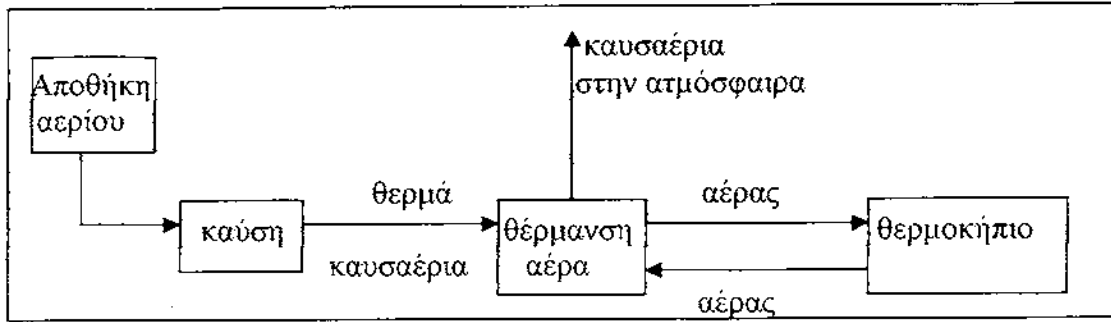 καυσαέρια
στην ατμόσφαιρα
Αποθήκη
αερίου
καύση
θερμά
καυσαέρια
θέρμανση
αέρα
αέρας
αέρας
θερμοκήπιο